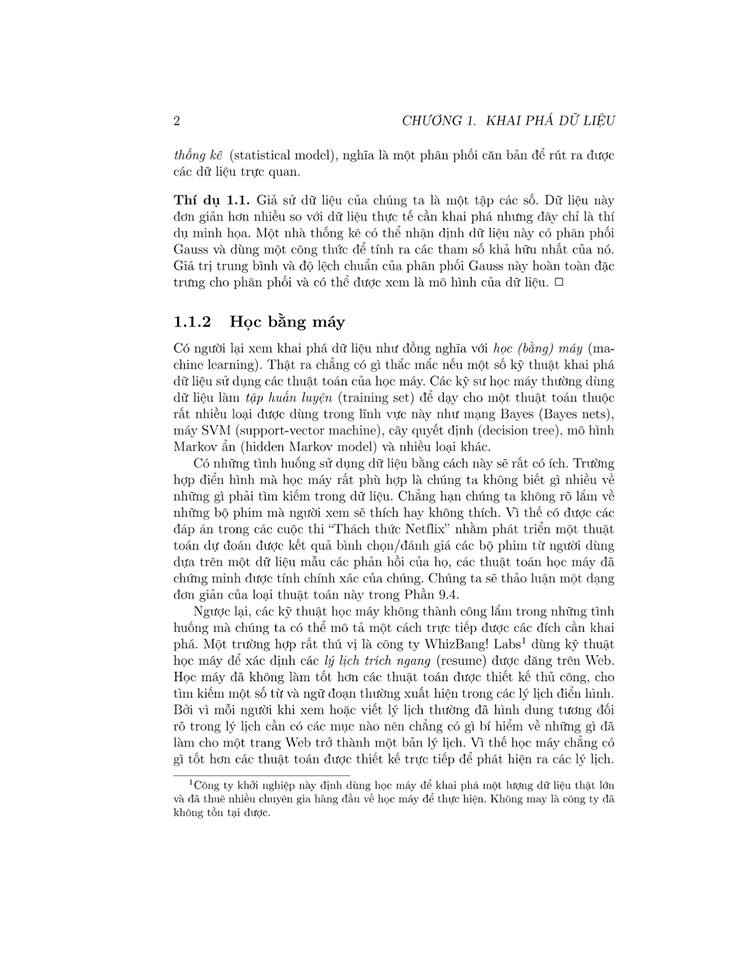 2 CHƯƠNG 1. KHAI PHÁ DỮ LIỆU
thống kê (statistical model), nghĩa là một phân phối căn bản để rút ra được
các dữ liệu trực quan.
Thí dụ 1.1. Giả sử dữ liệu của chúng ta là một tập các số. Dữ liệu này
đơn giản hơn nhiều so với dữ liệu thực tế cần khai phá nhưng đây chỉ là thí
dụ minh họa. Một nhà thống kê có thể nhận định dữ liệu này có phân phối
Gauss và dùng một công thức để tính ra các tham số khả hữu nhất của nó.
Giá trị trung bình và độ lệch chuẩn của phân phối Gauss này hoàn toàn đặc
trưng cho phân phối và có thể được xem là mô hình của dữ liệu. □
1.1.2 Học bằng máy
Có người lại xem khai phá dữ liệu như đồng nghĩa với học (bằng) máy (ma-
chine learning). Thật ra chẳng có gì thắc mắc nếu một số kỹ thuật khai phá
dữ liệu sử dụng các thuật toán của học máy. Các kỹ sư học máy thường dùng
dữ liệu làm tập huấn luyện (training set) để dạy cho một thuật toán thuộc
rất nhiều loại được dùng trong lĩnh vực này như mạng Bayes (Bayes nets),
máy SVM (support-vector machine), cây quyết định (decision tree), mô hình
Markov ẩn (hidden Markov model) và nhiều loại khác.
Có những tình huống sử dụng dữ liệu bằng cách này sẽ rất có ích. Trường
hợp điển hình mà học máy rất phù hợp là chúng ta không biết gì nhiều về
những gì phải tìm kiếm trong dữ liệu. Chẳng hạn chúng ta không rõ lắm về
những bộ phim mà người xem sẽ thích hay không thích. Vì thế có được các
đáp án trong các cuộc thi “Thách thức Netflix” nhằm phát triển một thuật
toán dự đoán được kết quả bình chọn/đánh giá các bộ phim từ người dùng
dựa trên một dữ liệu mẫu các phản hồi của họ, các thuật toán học máy đã
chứng minh được tính chính xác của chúng. Chúng ta sẽ thảo luận một dạng
đơn giản của loại thuật toán này trong Phần 9.4.
Ngược lại, các kỹ thuật học máy không thành công lắm trong những tình
huống mà chúng ta có thể mô tả một cách trực tiếp được các đích cần khai
phá. Một trường hợp rất thú vị là công ty WhizBang! Labs¹ dùng kỹ thuật
học máy để xác định các lý lịch trích ngang (resume) được đăng trên Web.
Học máy đã không làm tốt hơn các thuật toán được thiết kế thủ công, cho
tìm kiếm một số từ và ngữ đoạn thường xuất hiện trong các lý lịch điển hình.
Bởi vì mỗi người khi xem hoặc viết lý lịch thường đã hình dung tương đối
rõ trong lý lịch cần có các mục nào nên chẳng có gì bí hiểm về những gì đã
làm cho một trang Web trở thành một bản lý lịch. Vì thế học máy chẳng có
gì tốt hơn các thuật toán được thiết kế trực tiếp để phát hiện ra các lý lịch.
¹Công ty khởi nghiệp này định dùng học máy để khai phá một lượng dữ liệu thật lớn
và đã thuê nhiều chuyên gia hàng đầu về học máy để thực hiện. Không may là công ty đã
không tồn tại được.